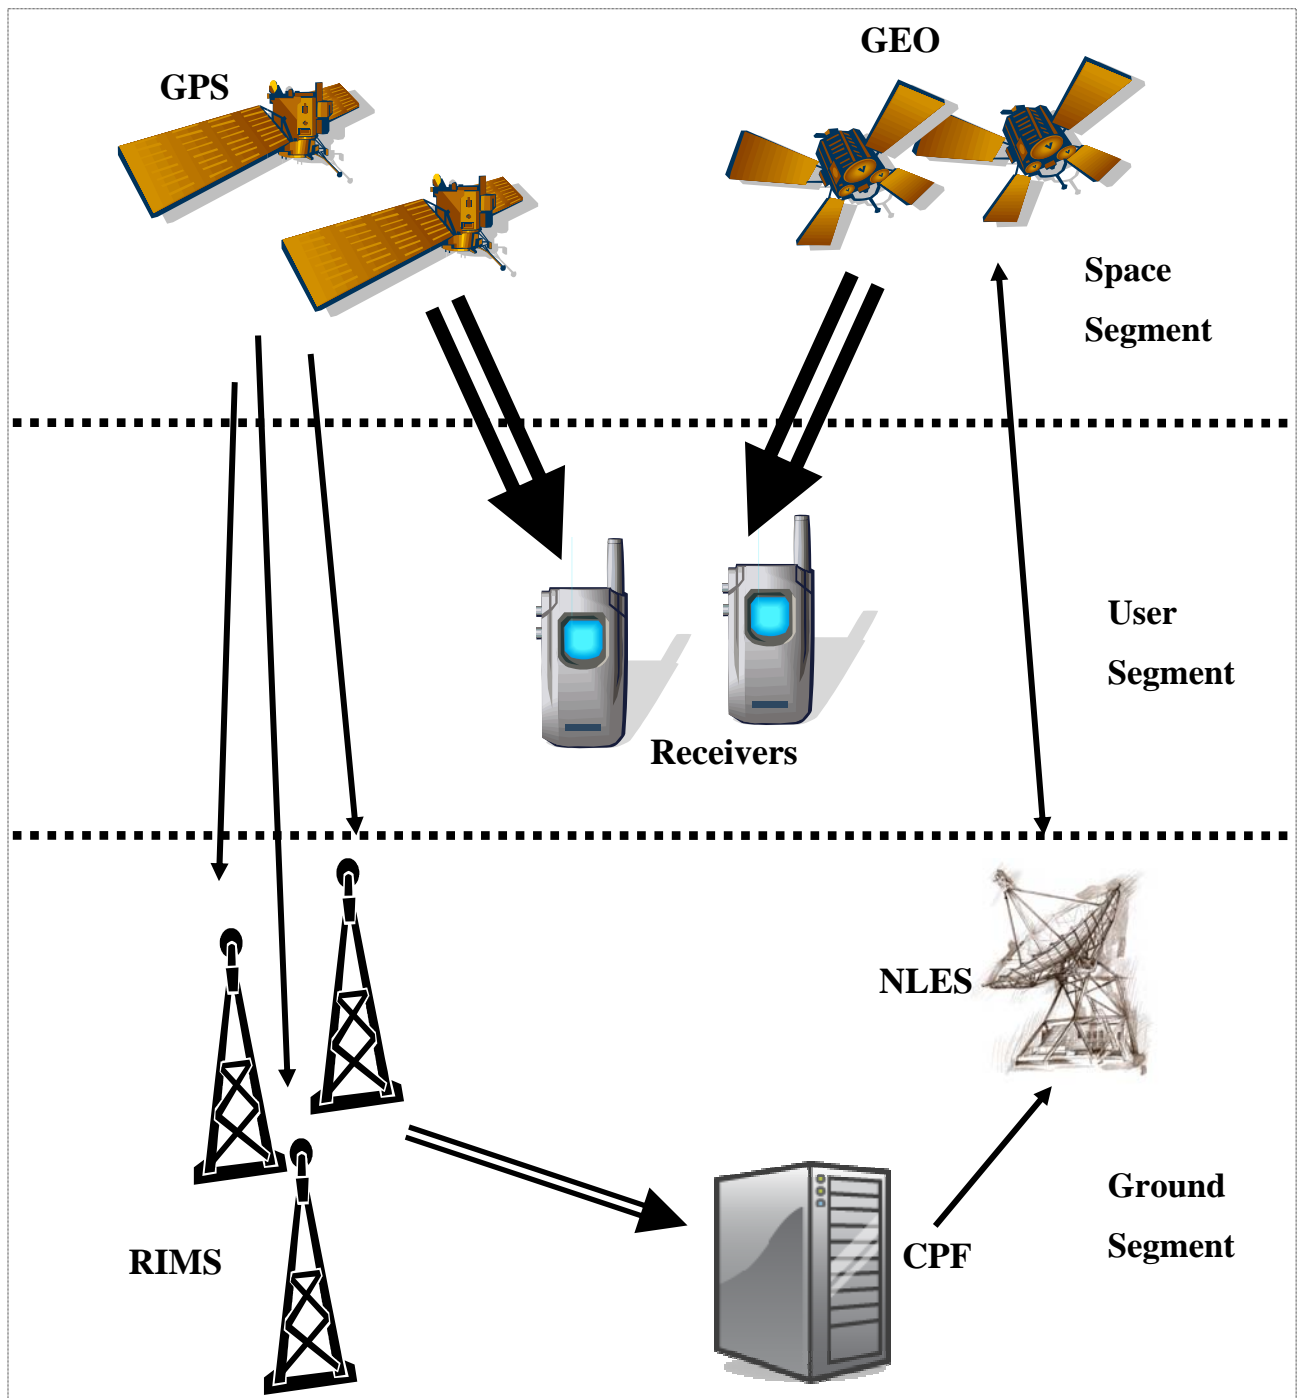 GEO
GPS
Space
Segment
User
Segment
Receivers
NLES
Ground
Segment
RIMS
CPF